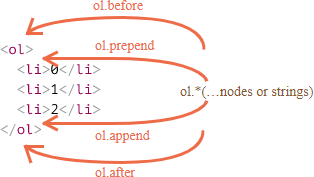 ol.before
ol.prepend
<ol>
<li>0</li>
<li>1</li>
<li>2</li>
</ol>
ol.*(…nodes or strings)
ol.append
ol.after